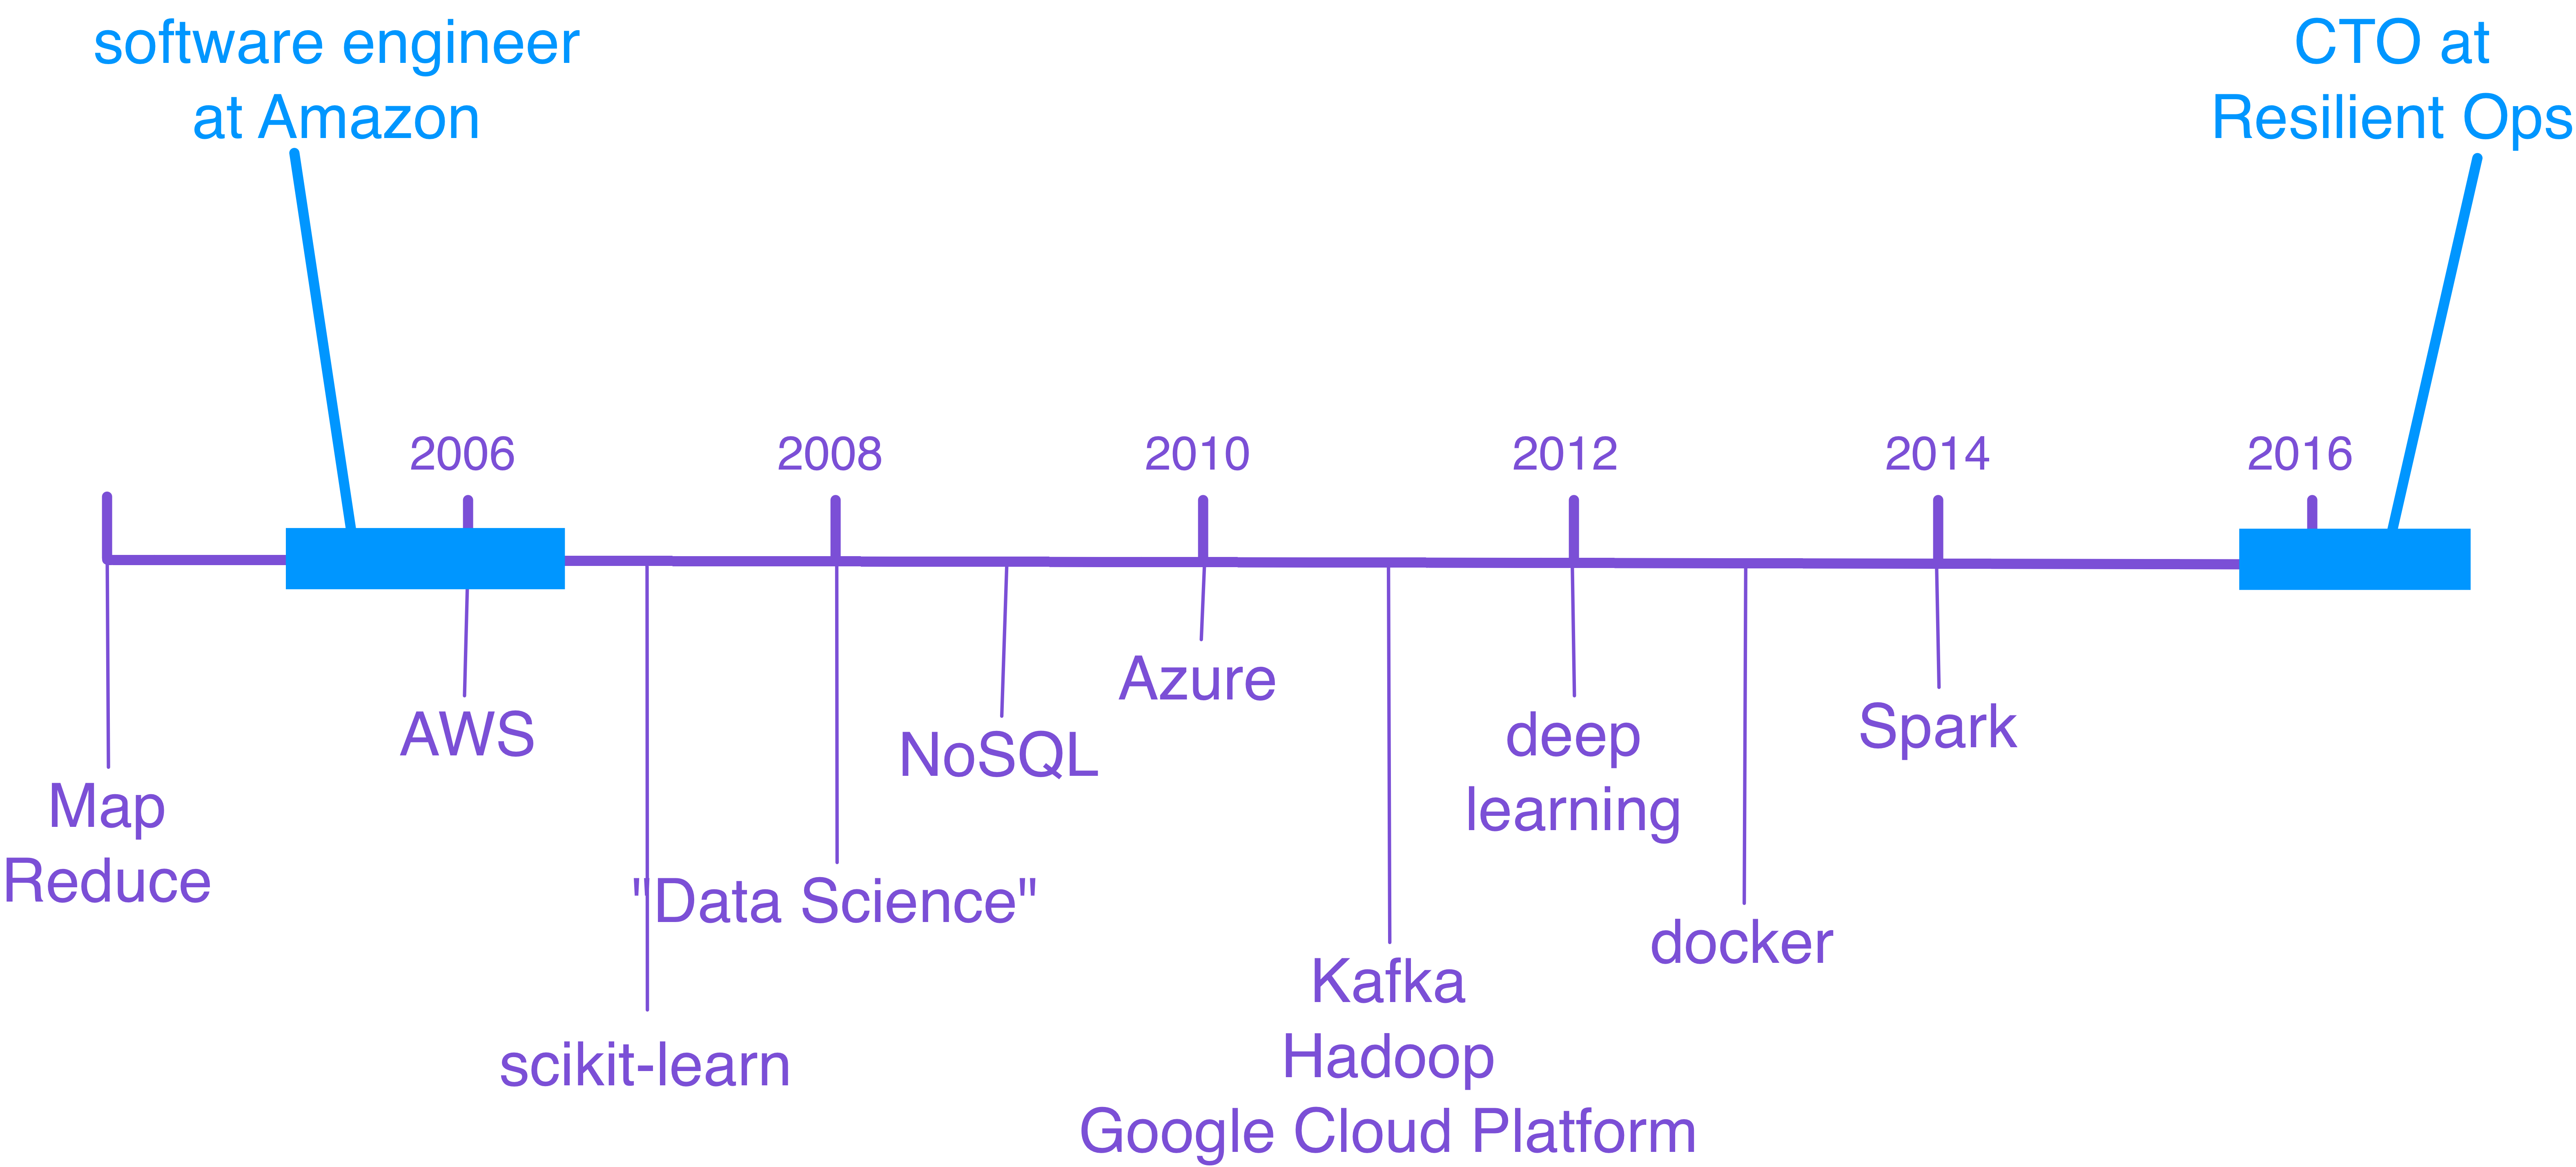 software engineer
at Amazon
CTO at
Resilient Ops
2006
2008
2010
2012
2014
2016
Map
Reduce
AWS
scikit-learn
"Data Science"
NoSQL
Azure
Kafka
Hadoop
Google Cloud Platform
deep
learning
docker
Spark